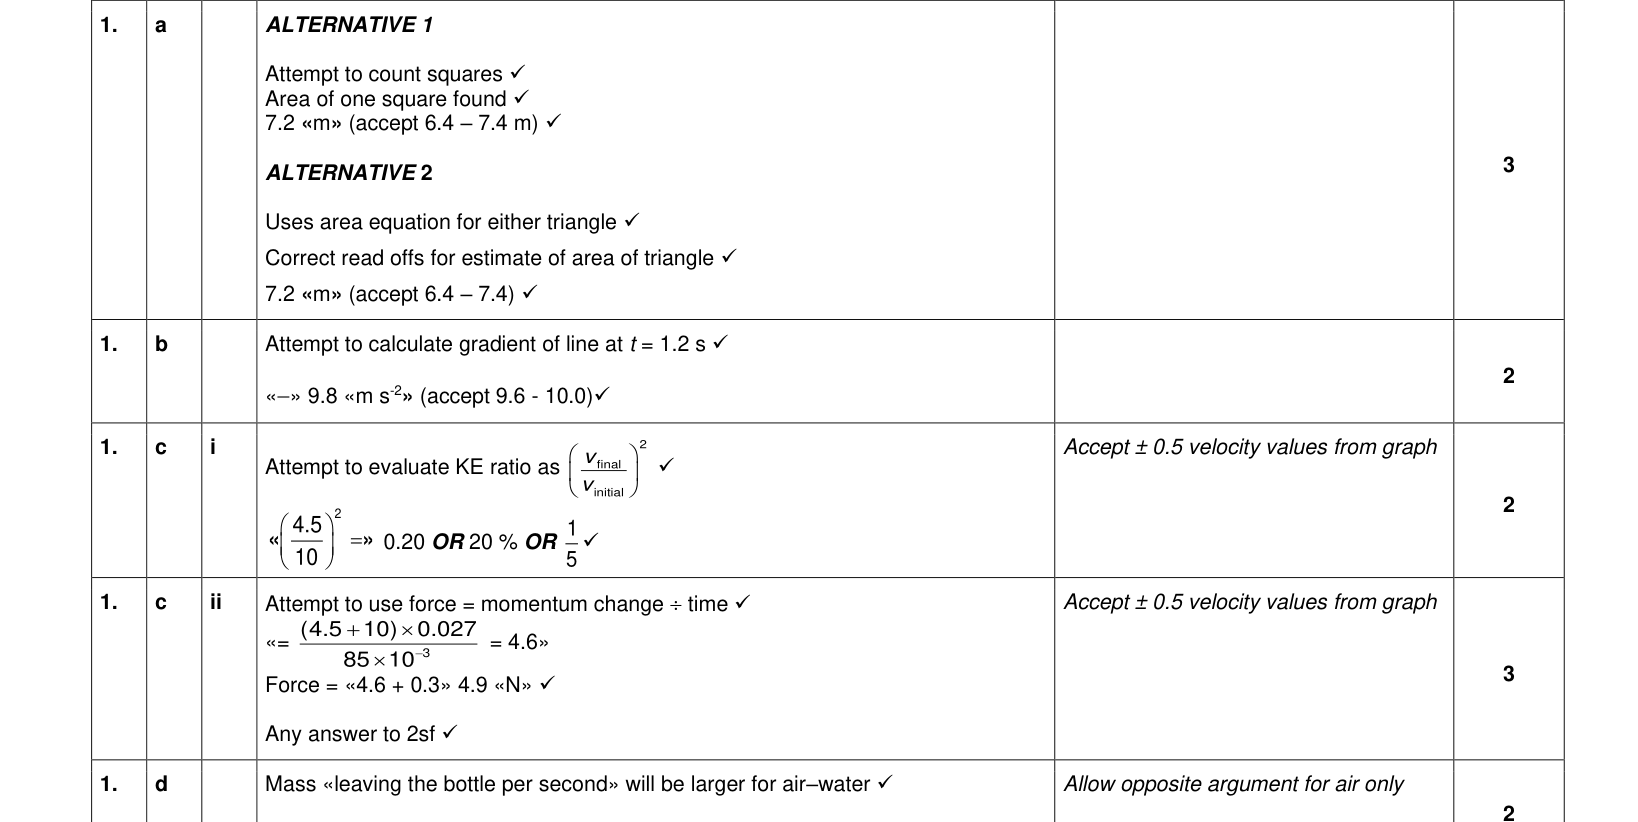 1. a ALTERNATIVE 1
Attempt to count squares ✓
Area of one square found ✓
7.2 «m» (accept 6.4 – 7.4 m) ✓
ALTERNATIVE 2
Uses area equation for either triangle ✓
Correct read offs for estimate of area of triangle ✓
7.2 «m» (accept 6.4 – 7.4) ✓
3
1. b Attempt to calculate gradient of line at t = 1.2 s ✓
«–» 9.8 «m s⁻²» (accept 9.6 - 10.0)✓
2
1. c i Attempt to evaluate KE ratio as (v_final / v_initial)² ✓
«(4.5 / 10)² =» 0.20 OR 20 % OR 1/5 ✓
Accept ± 0.5 velocity values from graph
2
1. c ii Attempt to use force = momentum change ÷ time ✓
«= (4.5 + 10) × 0.027 / 85 × 10⁻³ = 4.6»
Force = «4.6 + 0.3» 4.9 «N» ✓
Any answer to 2sf ✓
Accept ± 0.5 velocity values from graph
3
1. d Mass «leaving the bottle per second» will be larger for air–water ✓
Allow opposite argument for air only
2